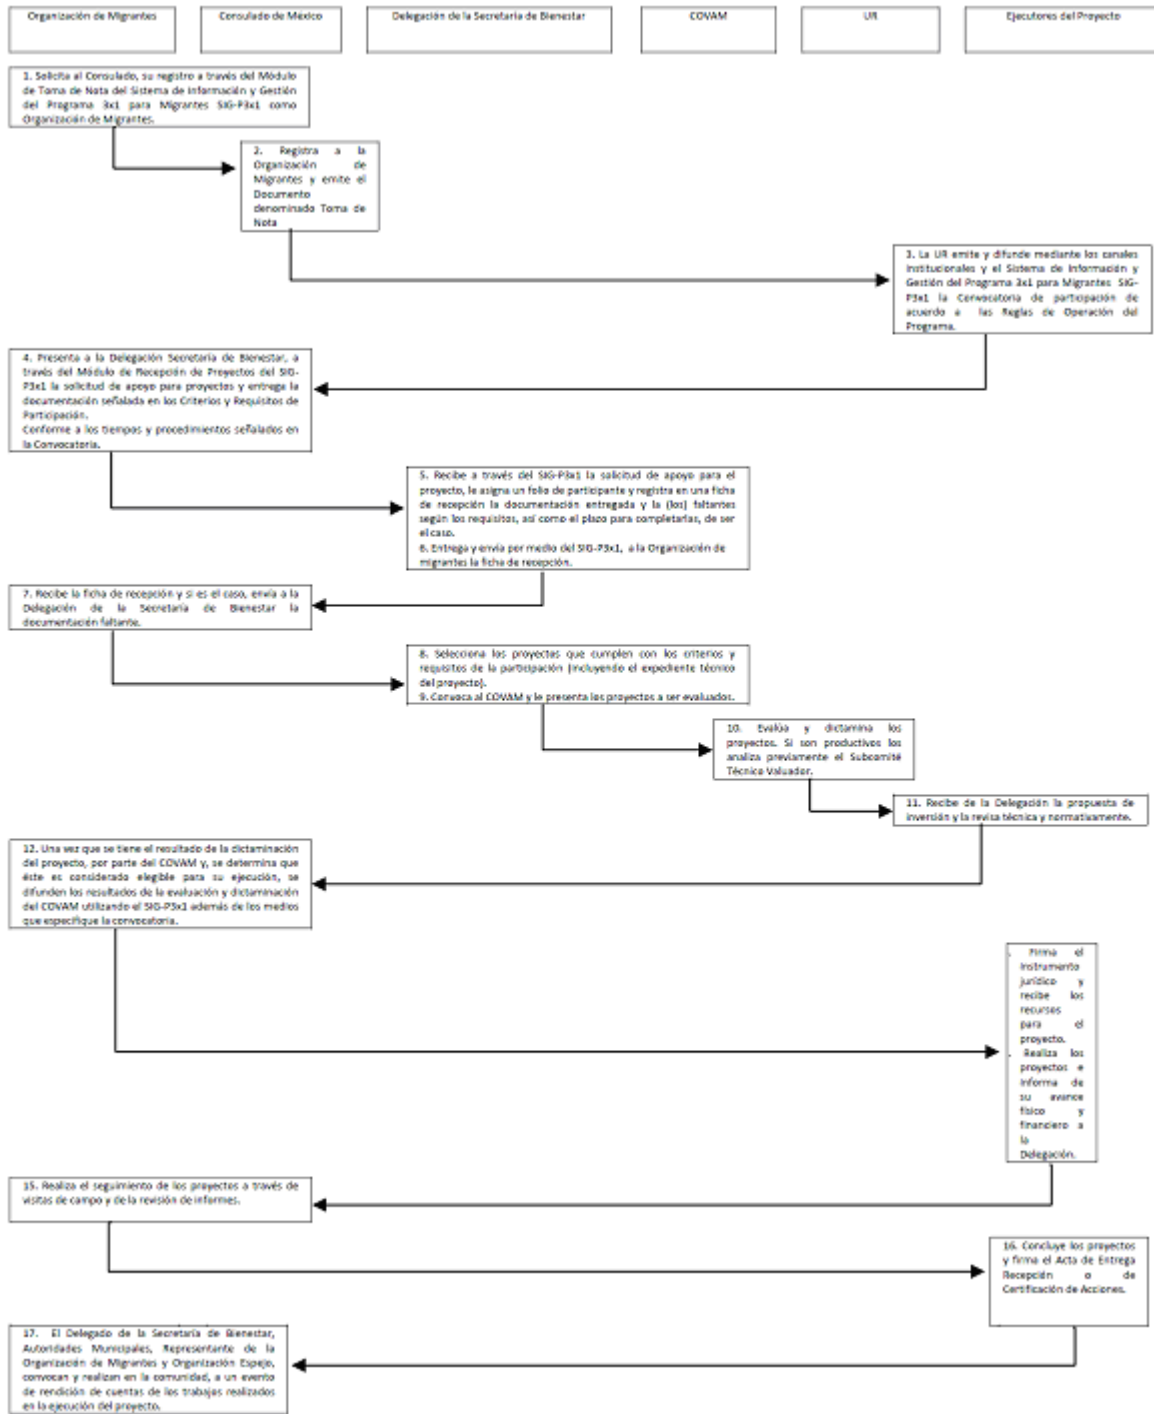 Organización de Migrantes
Consulado de México
Delegación de la Secretaría de Bienestar
COVAM
UR
Ejecutores del Proyecto
1. Solicita al Consulado, su registro a través del Módulo
de Toma de Nota del Sistema de Información y Gestión
del Programa 3x1 para Migrantes SIG-P3x1 como
Organización de Migrantes.
2. Registra a la
Organización de
Migrantes y emite el
Documento
denominado Toma de
Nota
3. La UR emite y difunde mediante los canales
institucionales y el Sistema de Información y
Gestión del Programa 3x1 para Migrantes SIG-
P3x1 la Convocatoria de participación de
acuerdo a las Reglas de Operación del
Programa.
4. Presenta a la Delegación Secretaría de Bienestar, a
través del Módulo de Recepción de Proyectos del SIG-
P3x1 la solicitud de apoyo para proyectos y entrega la
documentación señalada en los Criterios y Requisitos de
Participación.
Conforme a los tiempos y procedimientos señalados en
la Convocatoria.
5. Recibe a través del SIG-P3x1 la solicitud de apoyo para el
proyecto, le asigna un folio de participante y registra en una ficha
de recepción la documentación entregada y la (los) faltantes
según los requisitos, así como el plazo para completarlas, de ser
el caso.
6. Entrega y envía por medio del SIG-P3x1, a la Organización de
migrantes la ficha de recepción.
7. Recibe la ficha de recepción y si es el caso, envía a la
Delegación de la Secretaría de Bienestar la
documentación faltante.
8. Selecciona los proyectos que cumplen con los criterios y
requisitos de la participación (incluyendo el expediente técnico
del proyecto).
9. Convoca al COVAM y le presenta los proyectos a ser evaluados.
10. Evalúa y dictamina los
proyectos. Si son productivos los
analiza previamente el Subcomité
Técnico Valuador.
11. Recibe de la Delegación la propuesta de
inversión y la revisa técnica y normativamente.
12. Una vez que se tiene el resultado de la dictaminación
del proyecto, por parte del COVAM y, se determina que
éste es considerado elegible para su ejecución, se
difunden los resultados de la evaluación y dictaminación
del COVAM utilizando el SIG-P3x1 además de los medios
que especifique la convocatoria.
. Firma el
instrumento
jurídico y
recibe los
recursos
para el
proyecto.
. Realiza los
proyectos e
informa de
su avance
físico y
financiero a
la
Delegación.
15. Realiza el seguimiento de los proyectos a través de
visitas de campo y de la revisión de informes.
16. Concluye los proyectos
y firma el Acta de Entrega
Recepción o de
Certificación de Acciones.
17. El Delegado de la Secretaría de Bienestar,
Autoridades Municipales, Representante de la
Organización de Migrantes y Organización Espejo,
convocan y realizan en la comunidad, a un evento
de rendición de cuentas de los trabajos realizados
en la ejecución del proyecto.